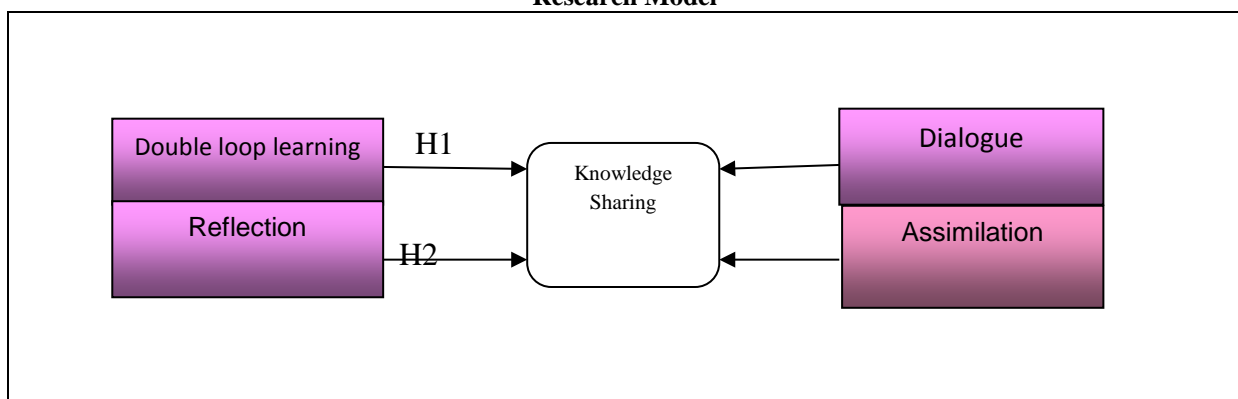 Research Model
Double loop learning
H1
Reflection
H2
Knowledge
Sharing
Dialogue
Assimilation